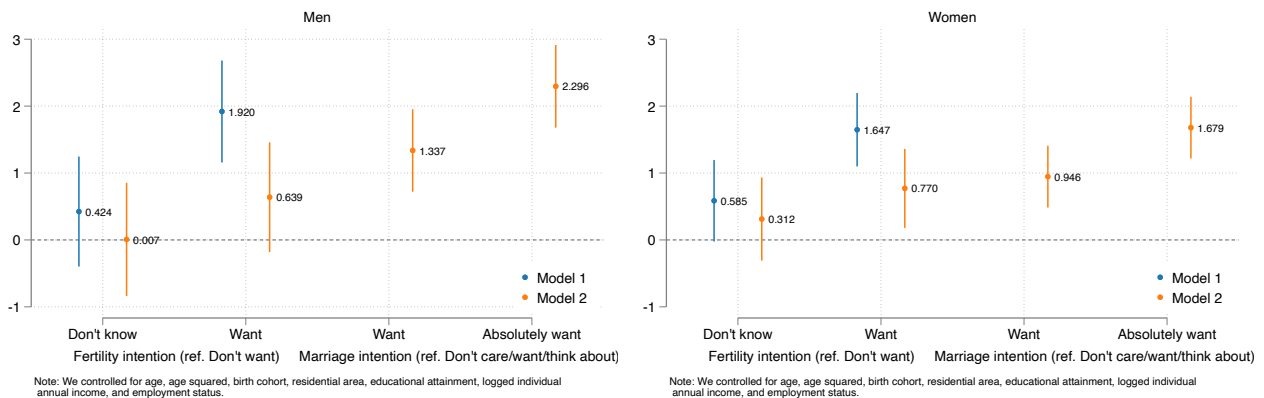 Men
3
2
1
0
-1
1.920
2.296
1.337
0.639
0.424
0.007
Model 1
Model 2
Don't know
Want
Want
Absolutely want
Fertility intention (ref. Don't want)
Marriage intention (ref. Don't care/want/think about)
Note: We controlled for age, age squared, birth cohort, residential area, educational attainment, logged individual
annual income, and employment status.
Women
3
2
1
0
-1
1.647
1.679
0.946
0.770
0.585
0.312
Model 1
Model 2
Don't know
Want
Want
Absolutely want
Fertility intention (ref. Don't want)
Marriage intention (ref. Don't care/want/think about)
Note: We controlled for age, age squared, birth cohort, residential area, educational attainment, logged individual
annual income, and employment status.